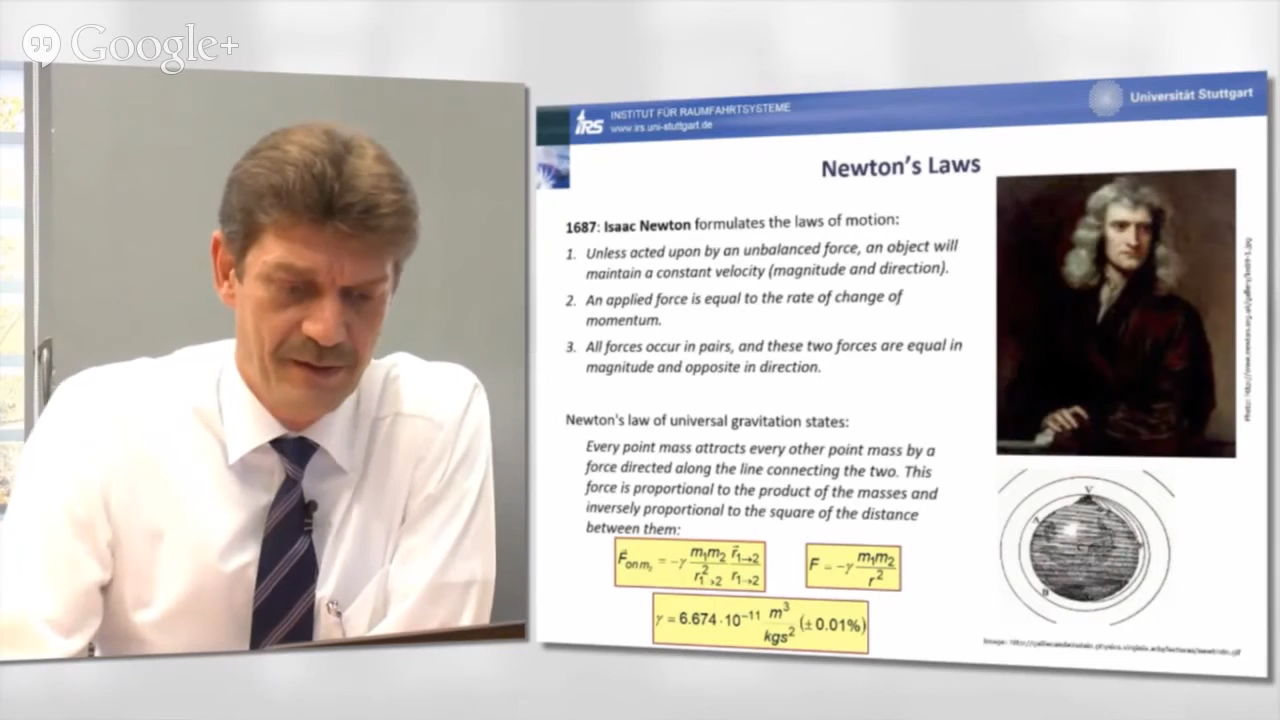 Google+
INSTITUT FÜR RAUMFAHRTSYSTEME
IRS
www.irs.uni-stuttgart.de
Universität Stuttgart
Newton's Laws
1687: Isaac Newton formulates the laws of motion:
1. Unless acted upon by an unbalanced force, an object will
maintain a constant velocity (magnitude and direction).
2. An applied force is equal to the rate of change of
momentum.
3. All forces occur in pairs, and these two forces are equal in
magnitude and opposite in direction.
Newton's law of universal gravitation states:
Every point mass attracts every other point mass by a
force directed along the line connecting the two. This
force is proportional to the product of the masses and
inversely proportional to the square of the distance
between them:
F = -γ m₁m₂ / r²
γ = 6.674 · 10⁻¹¹ m³ / kgs² (±0.01%)
V